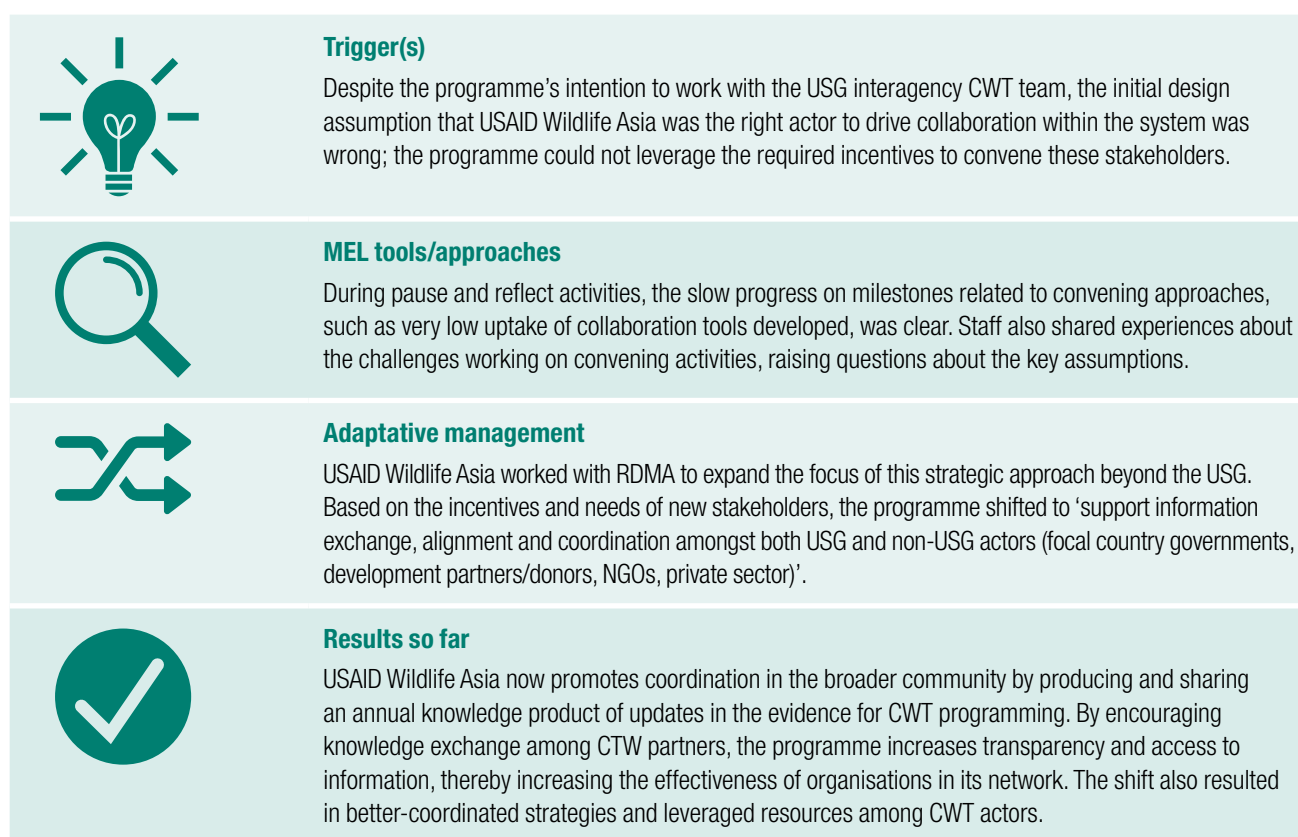 Trigger(s)
Despite the programme's intention to work with the USG interagency CWT team, the initial design
assumption that USAID Wildlife Asia was the right actor to drive collaboration within the system was
wrong; the programme could not leverage the required incentives to convene these stakeholders.
MEL tools/approaches
During pause and reflect activities, the slow progress on milestones related to convening approaches,
such as very low uptake of collaboration tools developed, was clear. Staff also shared experiences about
the challenges working on convening activities, raising questions about the key assumptions.
Adaptative management
USAID Wildlife Asia worked with RDMA to expand the focus of this strategic approach beyond the USG.
Based on the incentives and needs of new stakeholders, the programme shifted to 'support information
exchange, alignment and coordination amongst both USG and non-USG actors (focal country governments,
development partners/donors, NGOs, private sector)'.
Results so far
USAID Wildlife Asia now promotes coordination in the broader community by producing and sharing
an annual knowledge product of updates in the evidence for CWT programming. By encouraging
knowledge exchange among CTW partners, the programme increases transparency and access to
information, thereby increasing the effectiveness of organisations in its network. The shift also resulted
in better-coordinated strategies and leveraged resources among CWT actors.